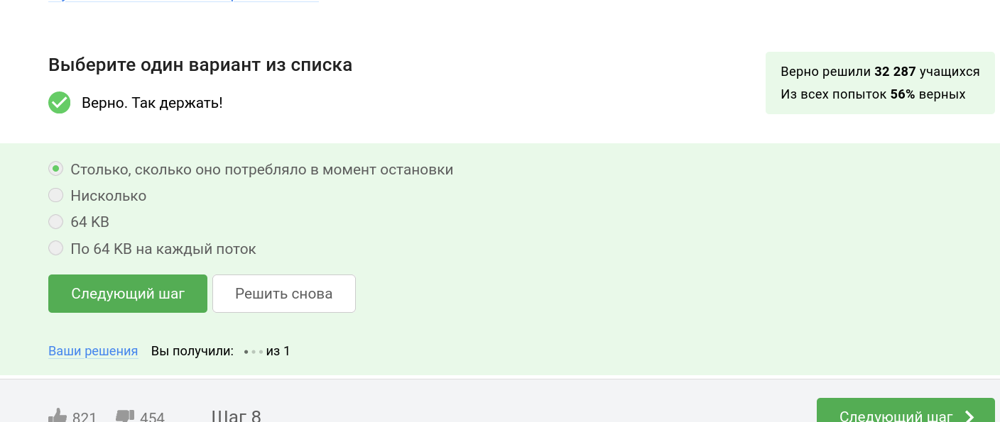 Выберите один вариант из списка
Верно решили 32 287 учащихся
Из всех попыток 56% верных
Верно. Так держать!
Столько, сколько оно потребляло в момент остановки
Нисколько
64 KB
По 64 KB на каждый поток
Следующий шаг
Решить снова
Ваши решения Вы получили: из 1
821 454 Шаг 8 Следующий шаг